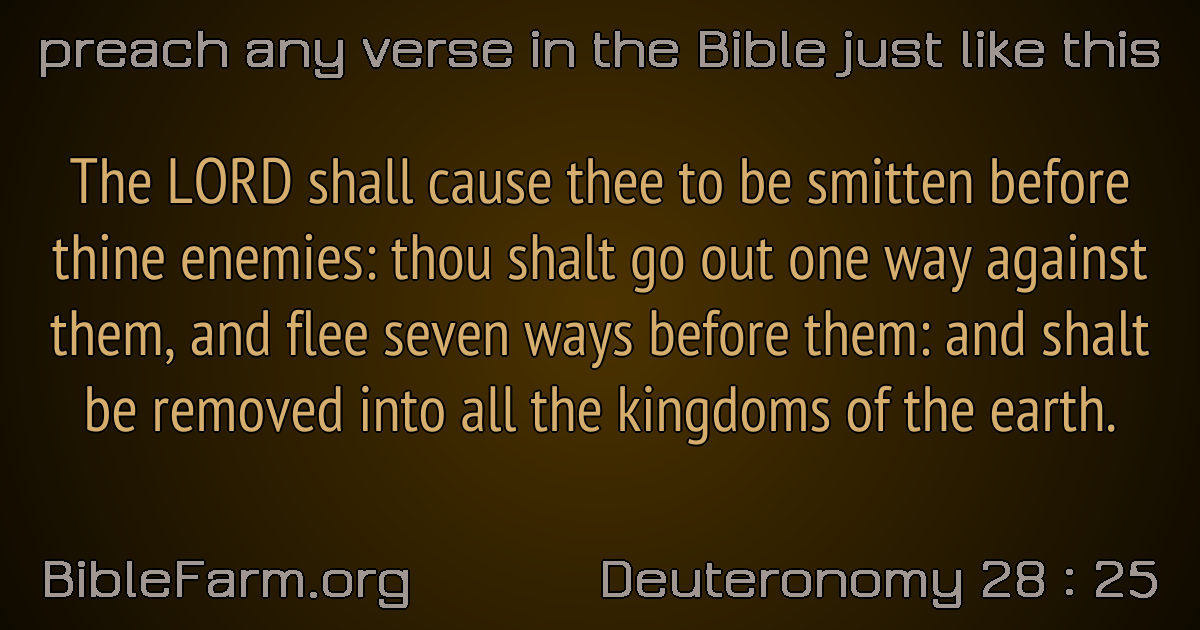 preach any verse in the Bible just like this
The LORD shall cause thee to be smitten before
thine enemies: thou shalt go out one way against
them, and flee seven ways before them: and shalt
be removed into all the kingdoms of the earth.
BibleFarm.org
Deuteronomy 28 : 25